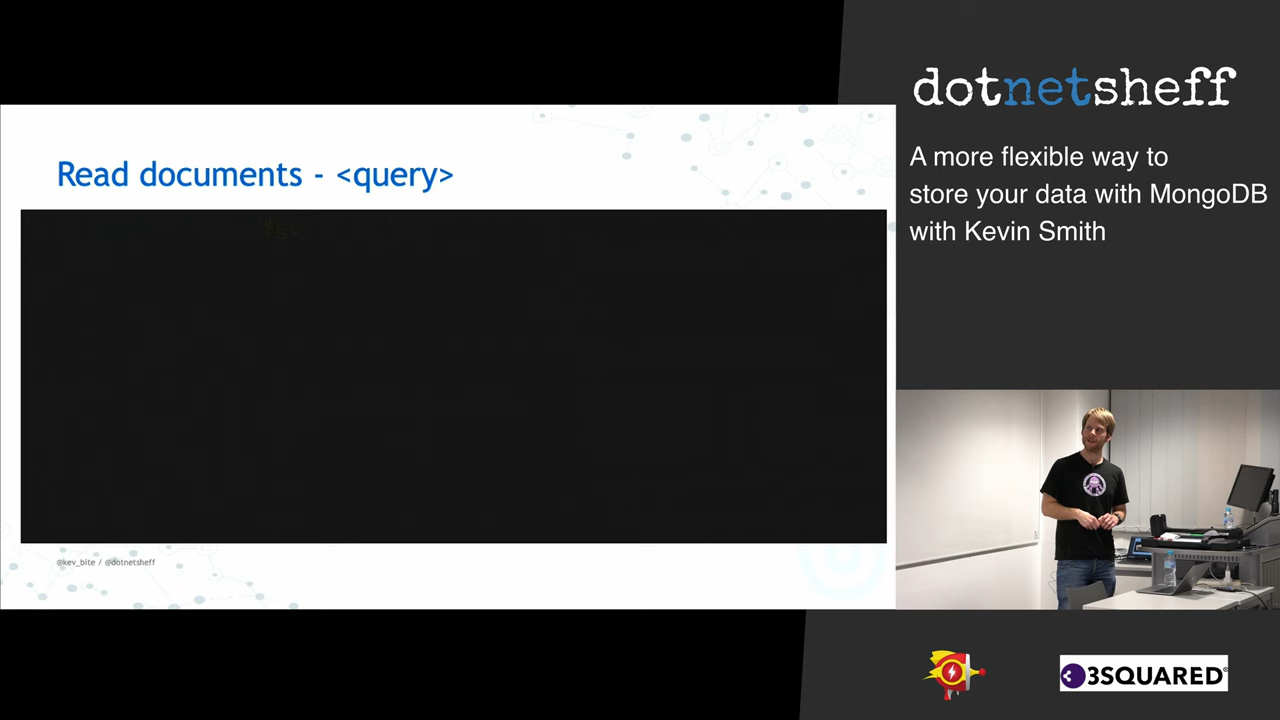 dotnetsheff
A more flexible way to
store your data with MongoDB
with Kevin Smith
Read documents - <query>
@kev_bite / @dotnetsheff
3SQUARED